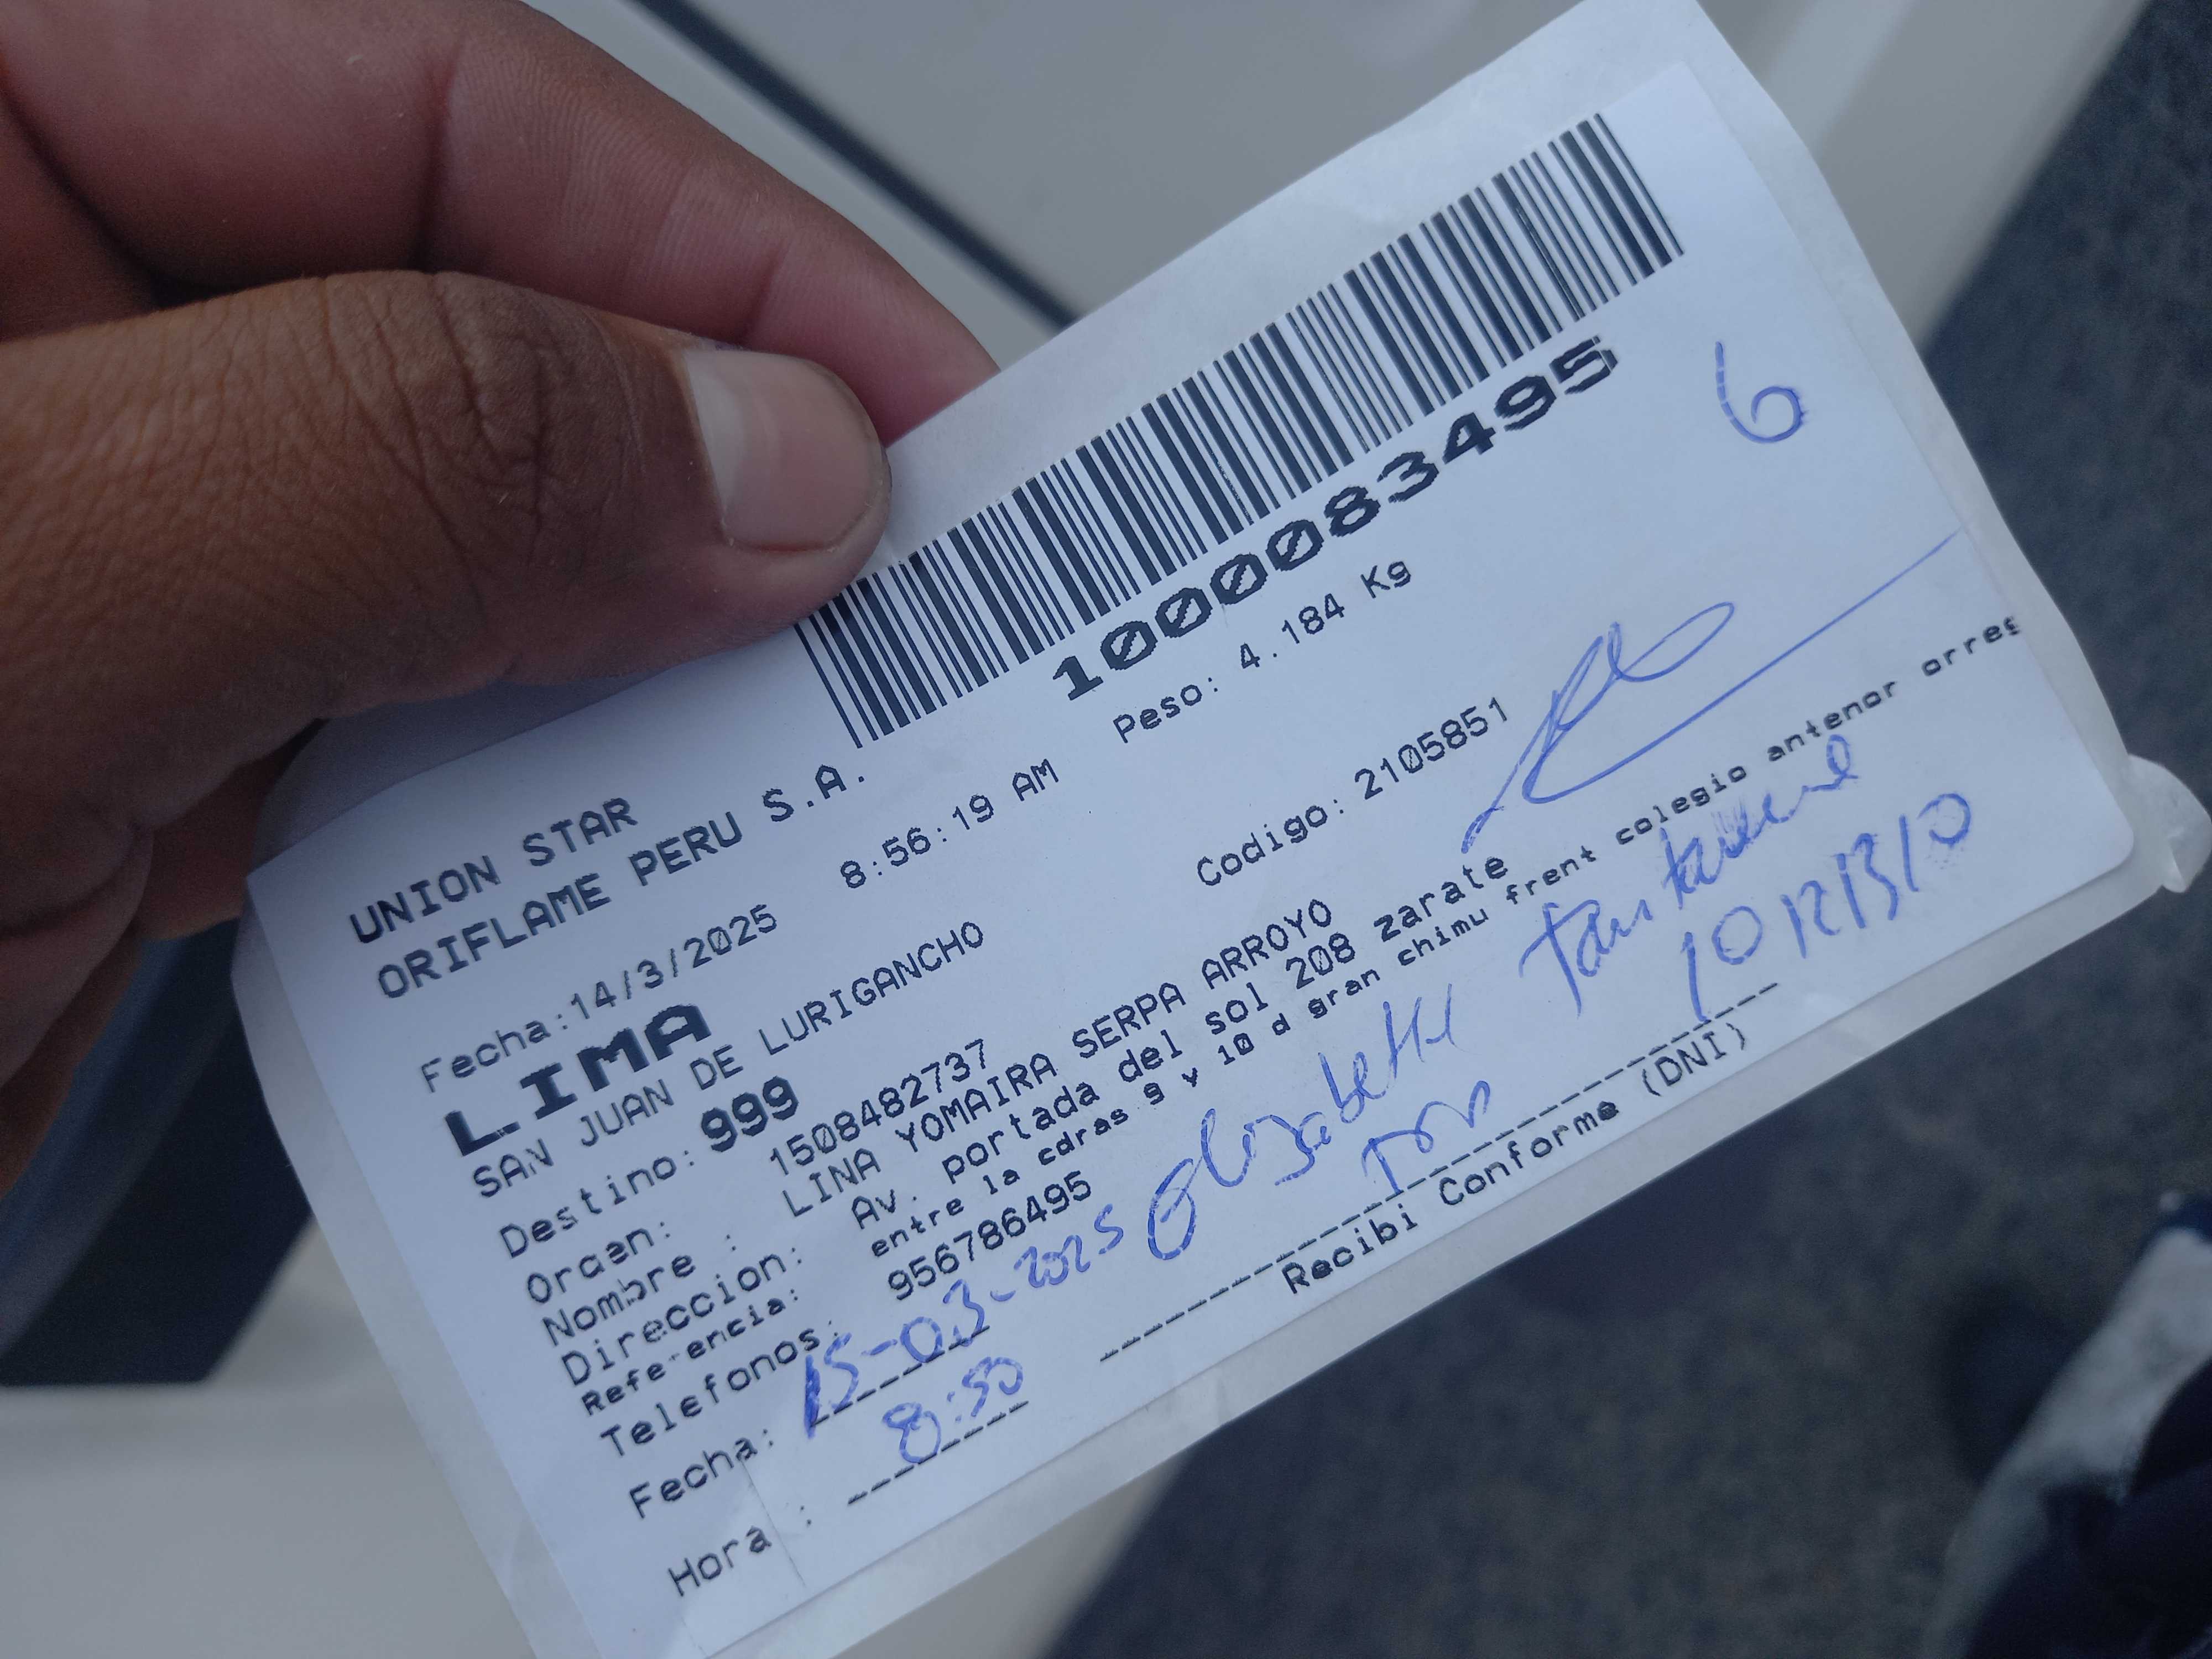 10000083495
6
UNION STAR
ORIFLAME PERU S.A.
Fecha:14/3/2025 8:56:19 AM Peso: 4.184 Kg
LIMA
SAN JUAN DE LURIGANCHO
Destino: 999 Codigo: 2105851
Orden: 1508482737
Nombre : LINA YOMAIRA SERPA ARROYO
Direccion: Av. portada del sol 208 zarate
Referencia: entre la cdras 9 y 10 d gran chimu frent colegio antenor orreg
Telefonos: 956786495
Fecha: 15-03-2025
Elizabeth
Hora : 8:50
Recibi Conforme (DNI)